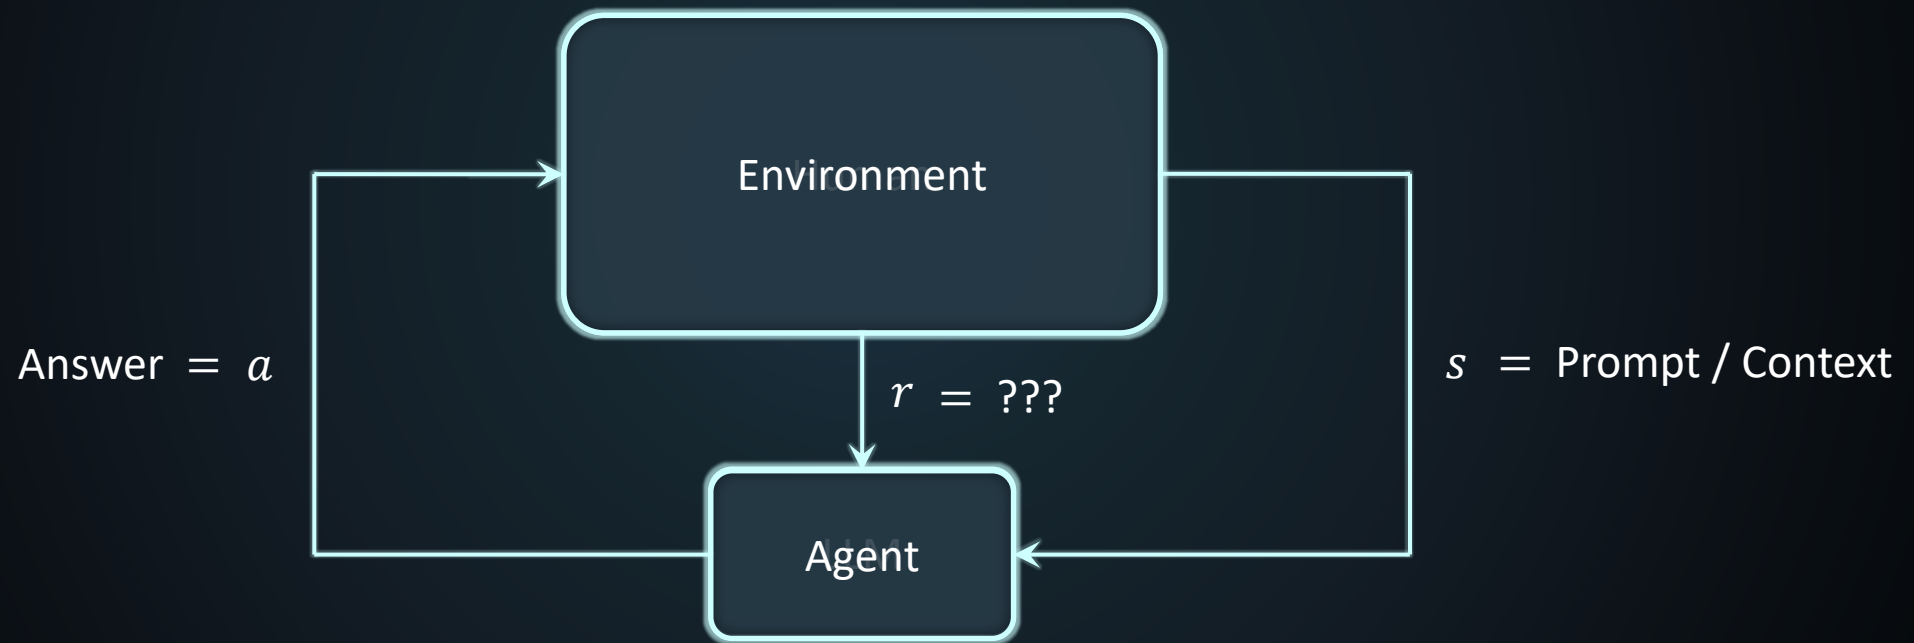 Environment
Answer = a
r = ???
s = Prompt / Context
Agent